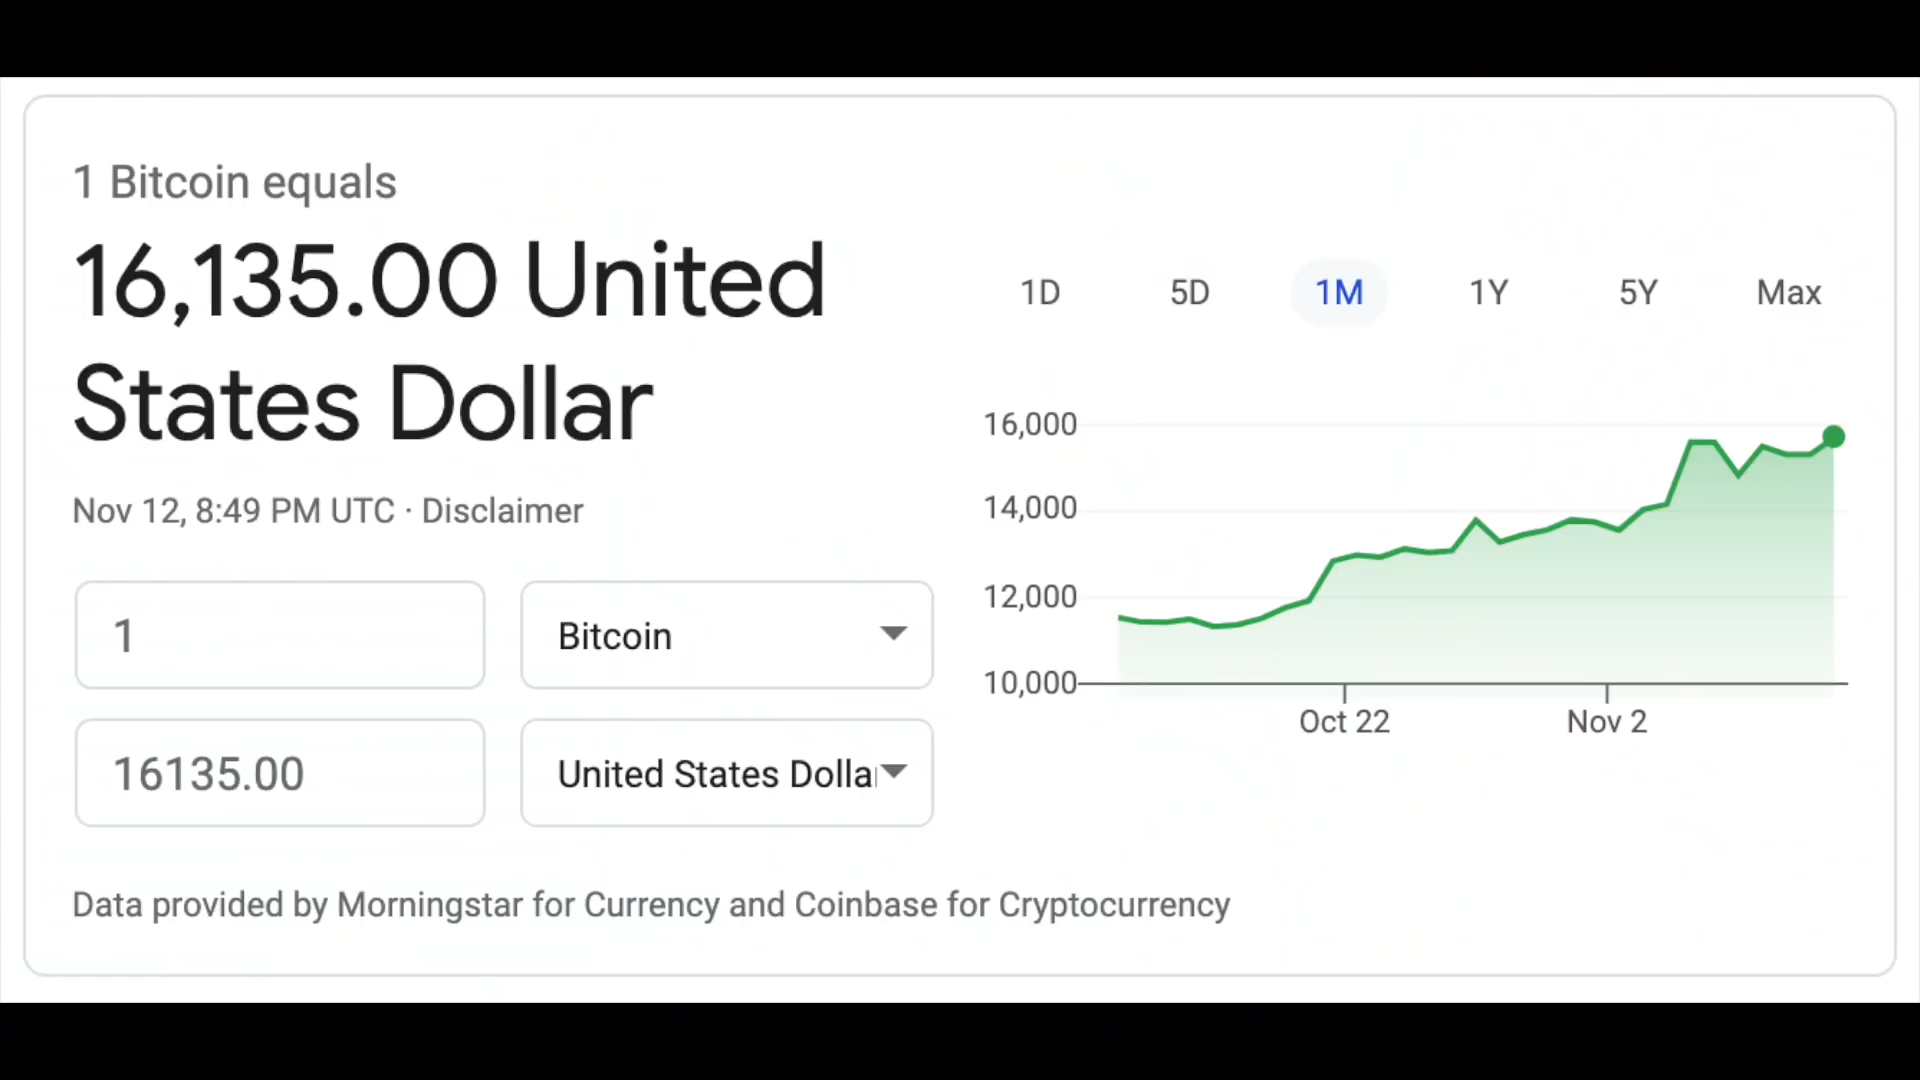 1 Bitcoin equals
16,135.00 United
States Dollar
Nov 12, 8:49 PM UTC · Disclaimer
1
Bitcoin
16135.00
United States Dolla
Data provided by Morningstar for Currency and Coinbase for Cryptocurrency
1D 5D 1M 1Y 5Y Max
16,000
14,000
12,000
10,000
Oct 22 Nov 2